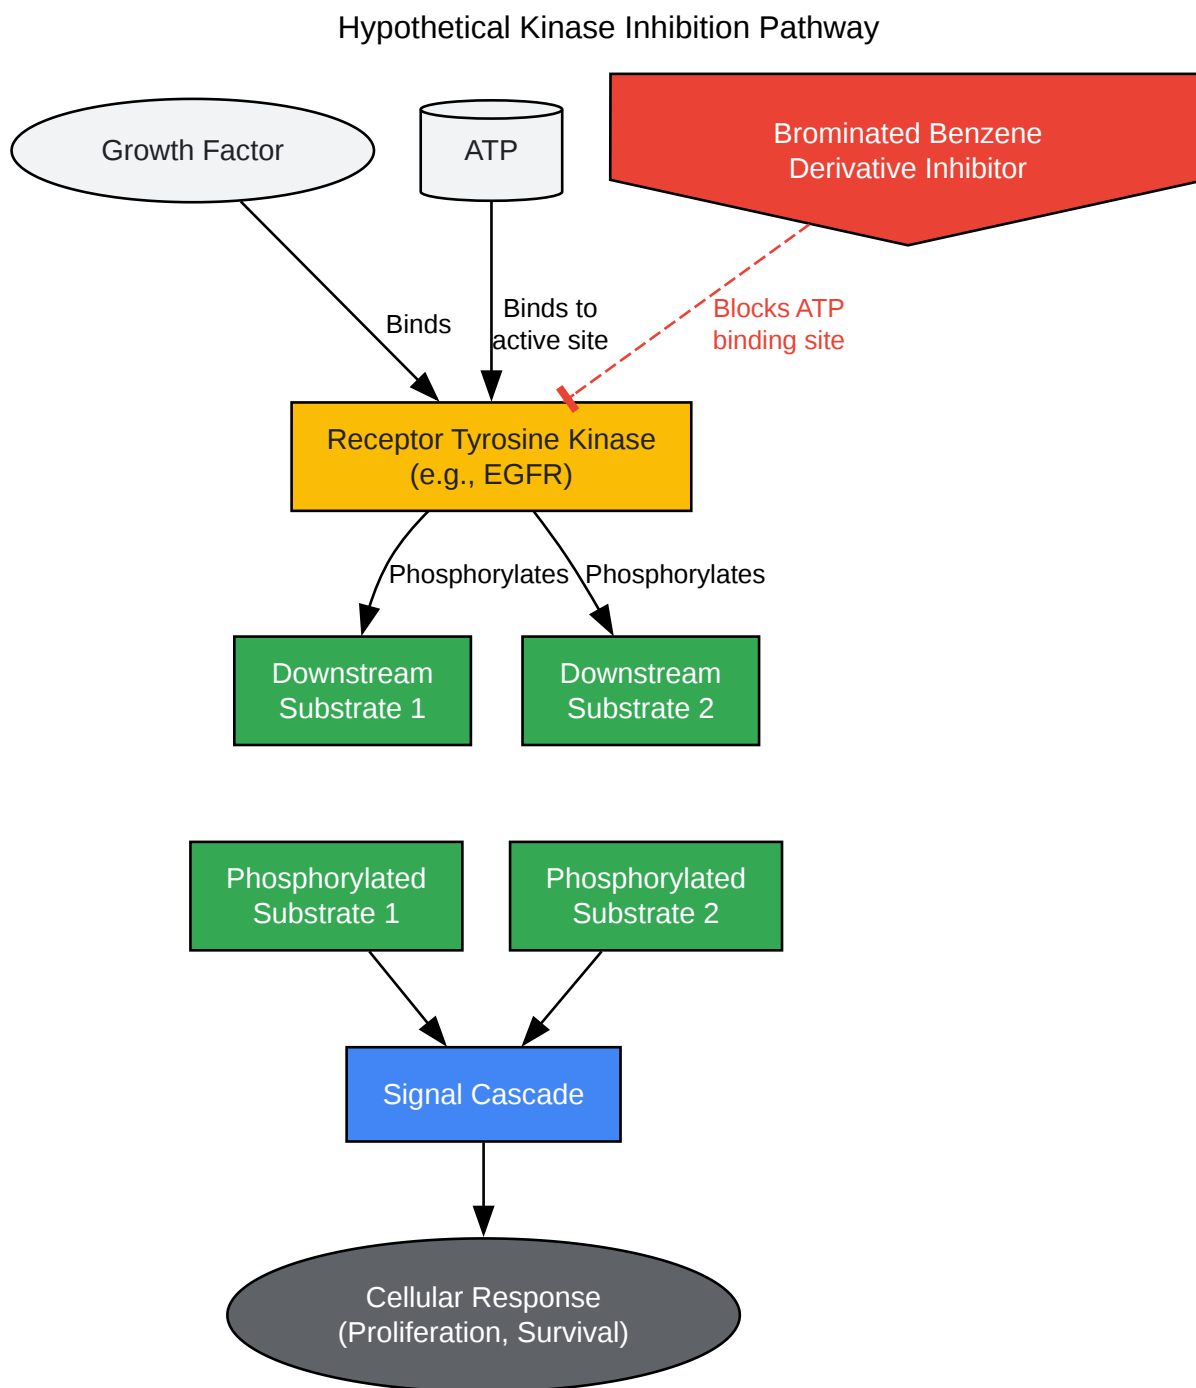 Hypothetical Kinase Inhibition Pathway
Growth Factor
ATP
Brominated Benzene
Derivative Inhibitor
Binds
Binds to
active site
Blocks ATP
binding site
Receptor Tyrosine Kinase
(e.g., EGFR)
Phosphorylates
Phosphorylates
Downstream
Substrate 1
Downstream
Substrate 2
Phosphorylated
Substrate 1
Phosphorylated
Substrate 2
Signal Cascade
Cellular Response
(Proliferation, Survival)